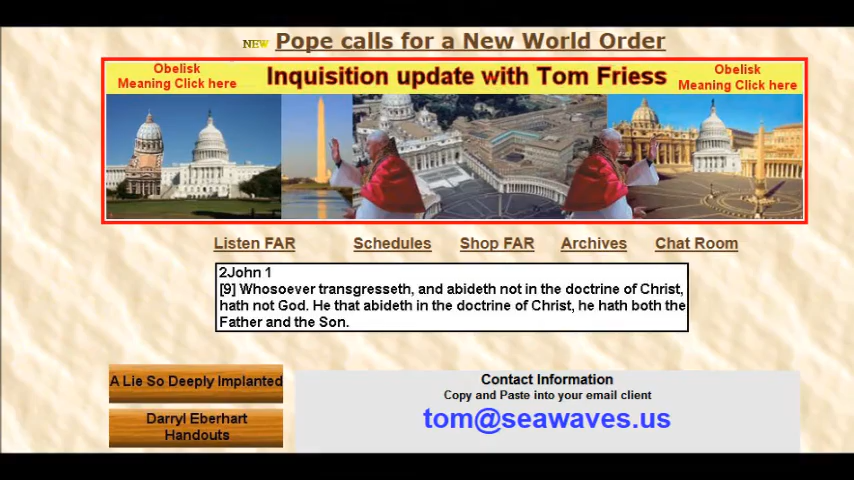 NEW Pope calls for a New World Order
Obelisk
Meaning Click here
Inquisition update with Tom Friess
Obelisk
Meaning Click here
Listen FAR Schedules Shop FAR Archives Chat Room
2John 1
[9] Whosoever transgresseth, and abideth not in the doctrine of Christ,
hath not God. He that abideth in the doctrine of Christ, he hath both the
Father and the Son.
A Lie So Deeply Implanted
Darryl Eberhart
Handouts
Contact Information
Copy and Paste into your email client
tom@seawaves.us